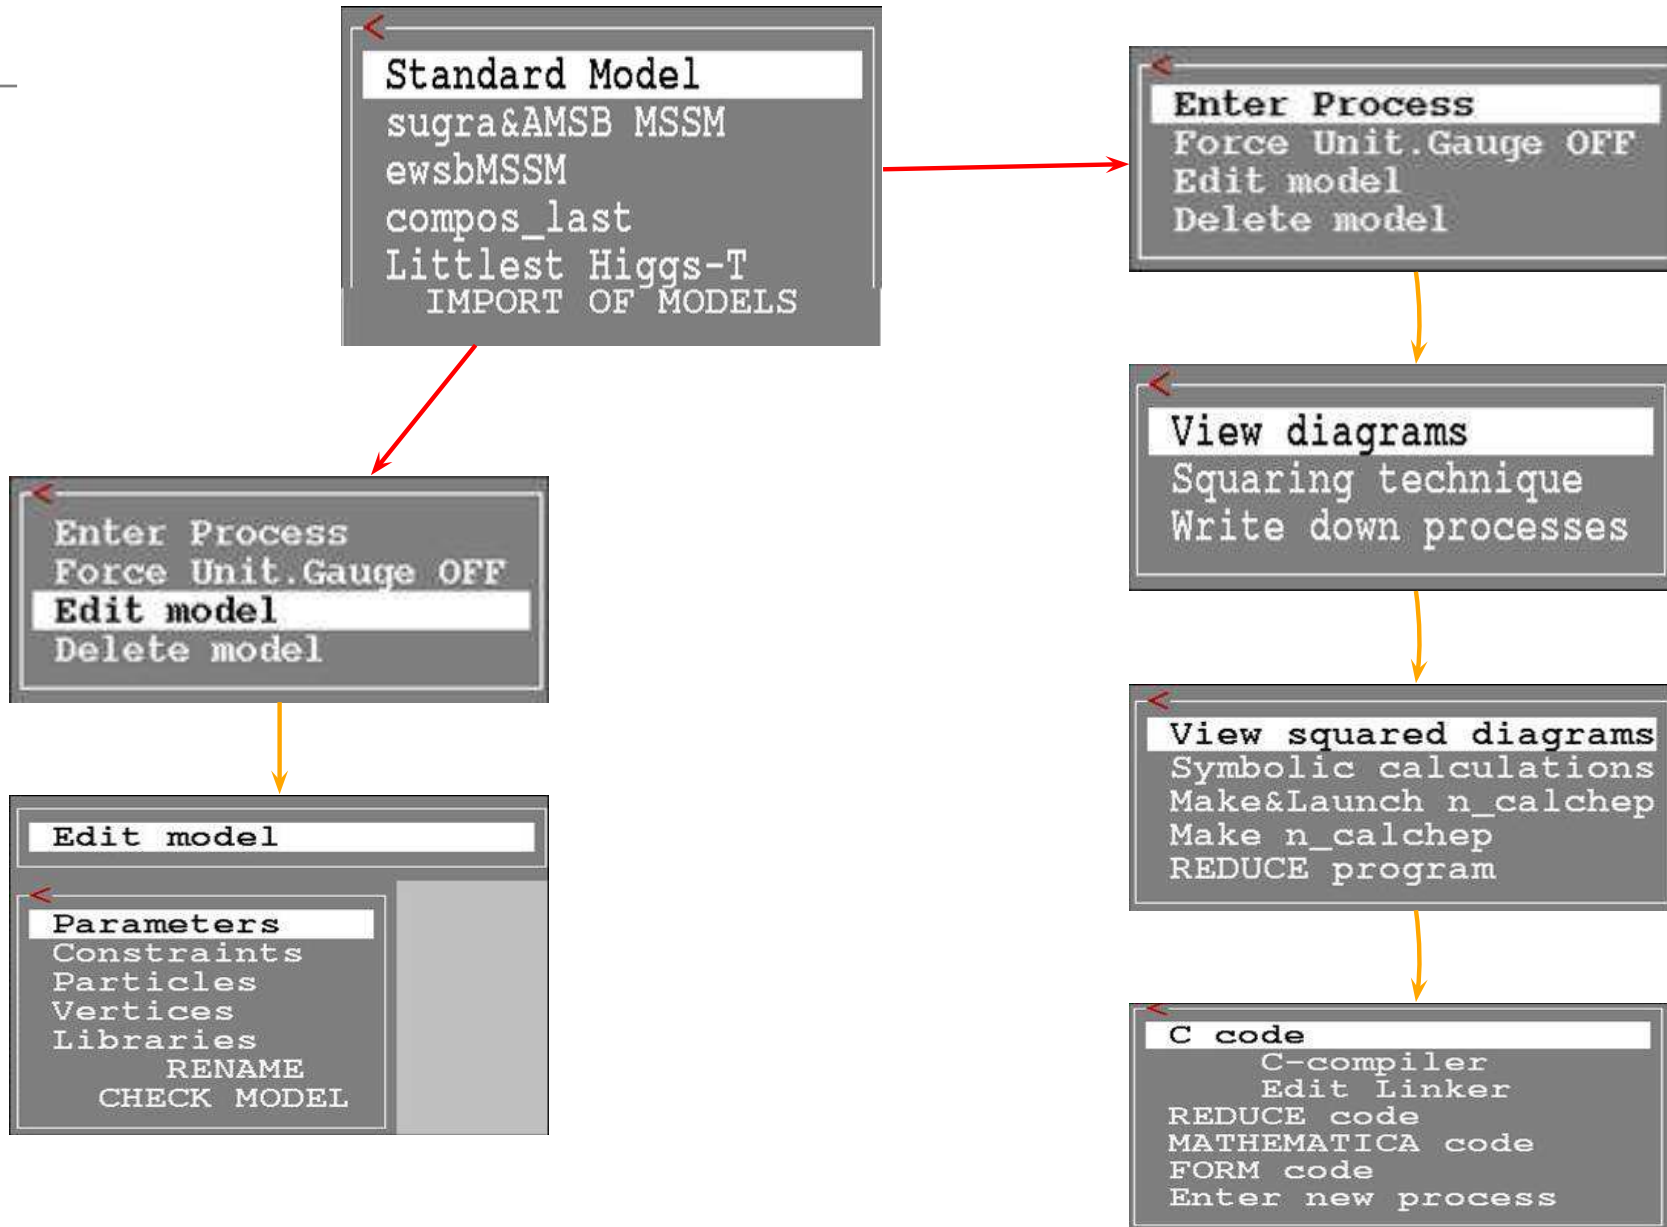 Standard Model
sugra&AMSB MSSM
ewsbMSSM
compos_last
Littlest Higgs-T
IMPORT OF MODELS
Enter Process
Force Unit.Gauge OFF
Edit model
Delete model
View diagrams
Squaring technique
Write down processes
Enter Process
Force Unit.Gauge OFF
Edit model
Delete model
View squared diagrams
Symbolic calculations
Make&Launch n_calchep
Make n_calchep
REDUCE program
Edit model
Parameters
Constraints
Particles
Vertices
Libraries
RENAME
CHECK MODEL
C code
C-compiler
Edit Linker
REDUCE code
MATHEMATICA code
FORM code
Enter new process